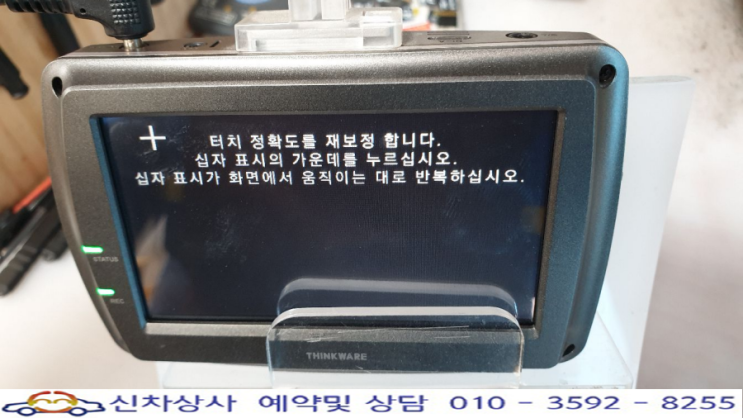 터치 정확도를 재보정 합니다.
십자 표시의 가운데를 누르십시오.
십자 표시가 화면에서 움직이는 대로 반복하십시오.
STATUS
REC
THINKWARE
신차상사 예약및 상담 010 - 3592 - 8255